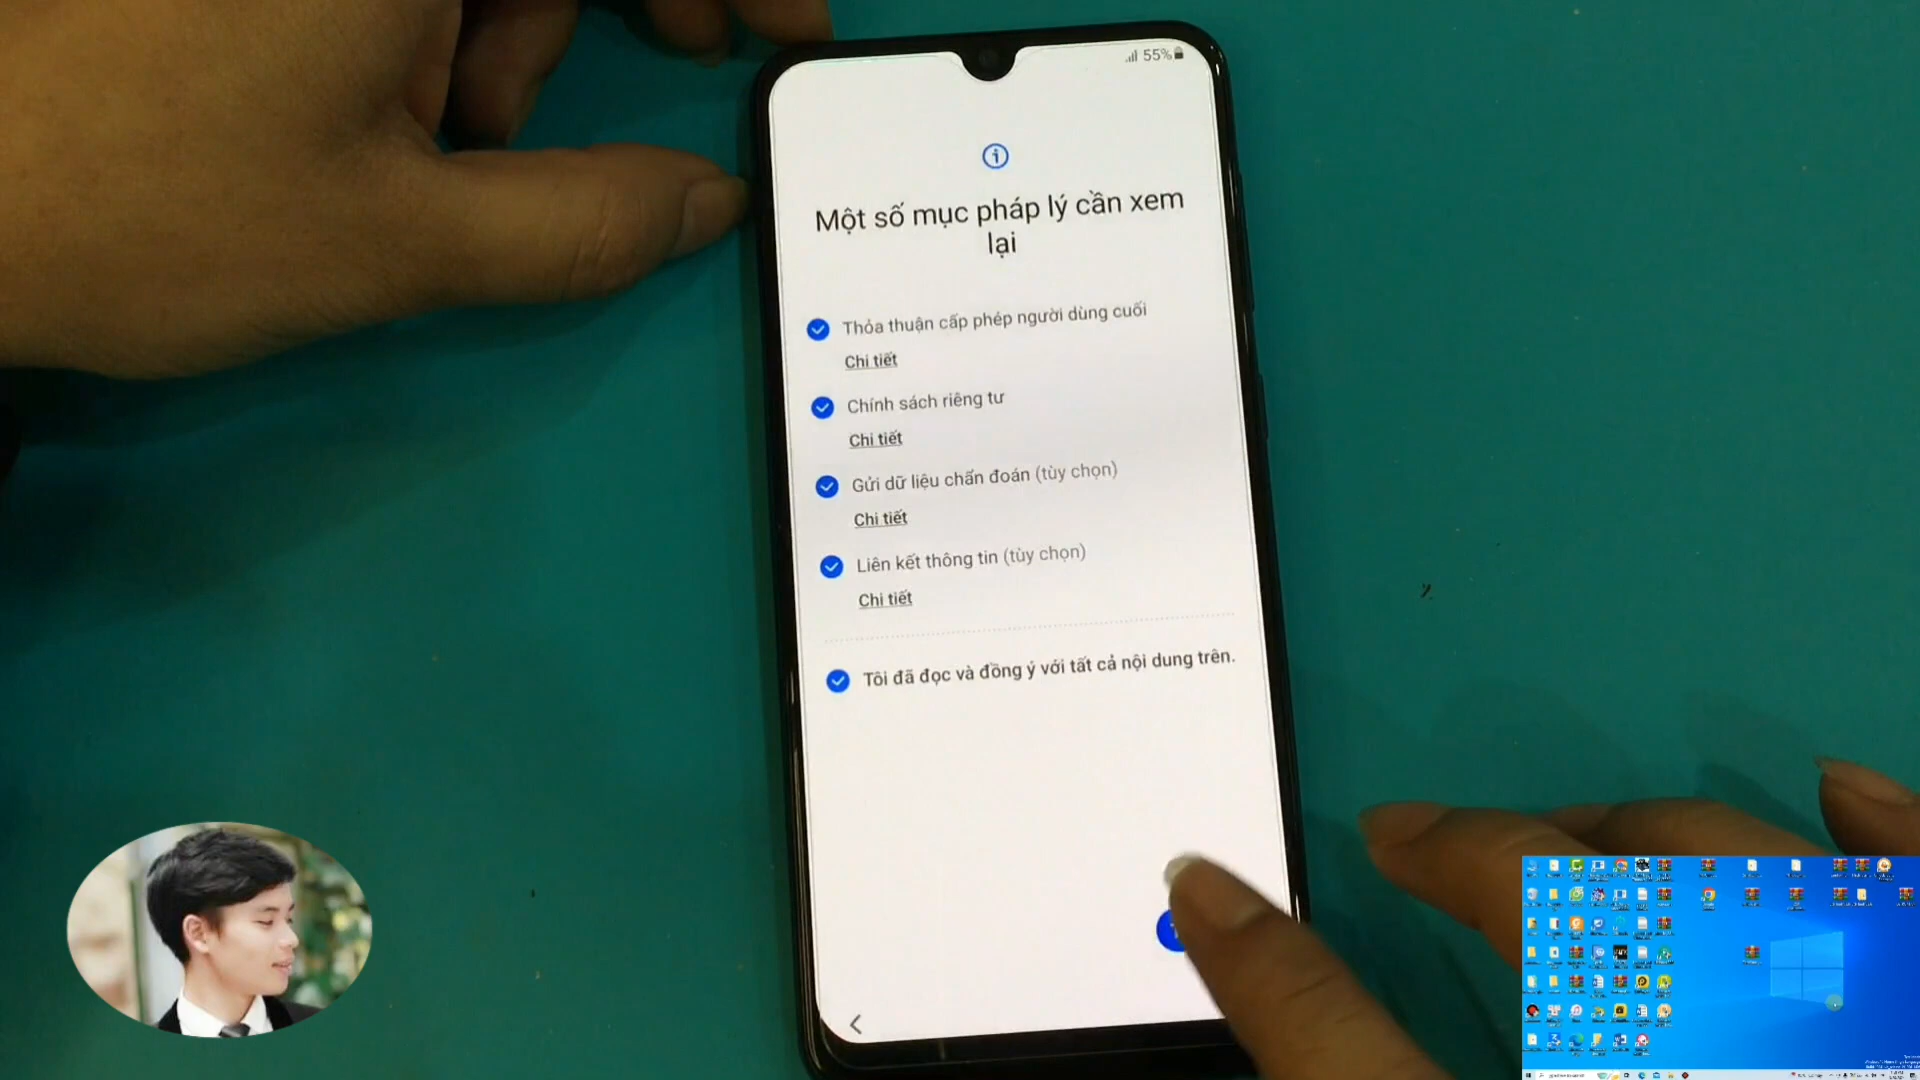 55%
Một số mục pháp lý cần xem
lại
Thỏa thuận cấp phép người dùng cuối
Chi tiết
Chính sách riêng tư
Chi tiết
Gửi dữ liệu chẩn đoán (tùy chọn)
Chi tiết
Liên kết thông tin (tùy chọn)
Chi tiết
Tôi đã đọc và đồng ý với tất cả nội dung trên.